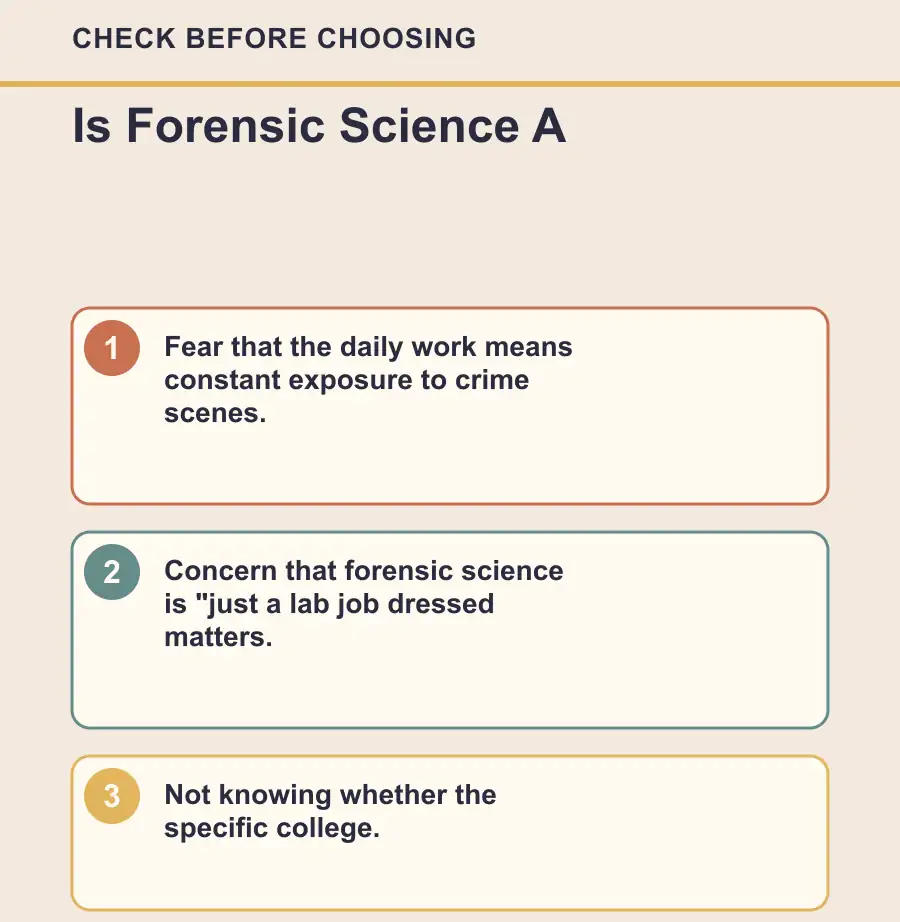 CHECK BEFORE CHOOSING
Is Forensic Science A
1
Fear that the daily work means
constant exposure to crime
scenes.
2
Concern that forensic science
is "just a lab job dressed
matters.
3
Not knowing whether the
specific college.